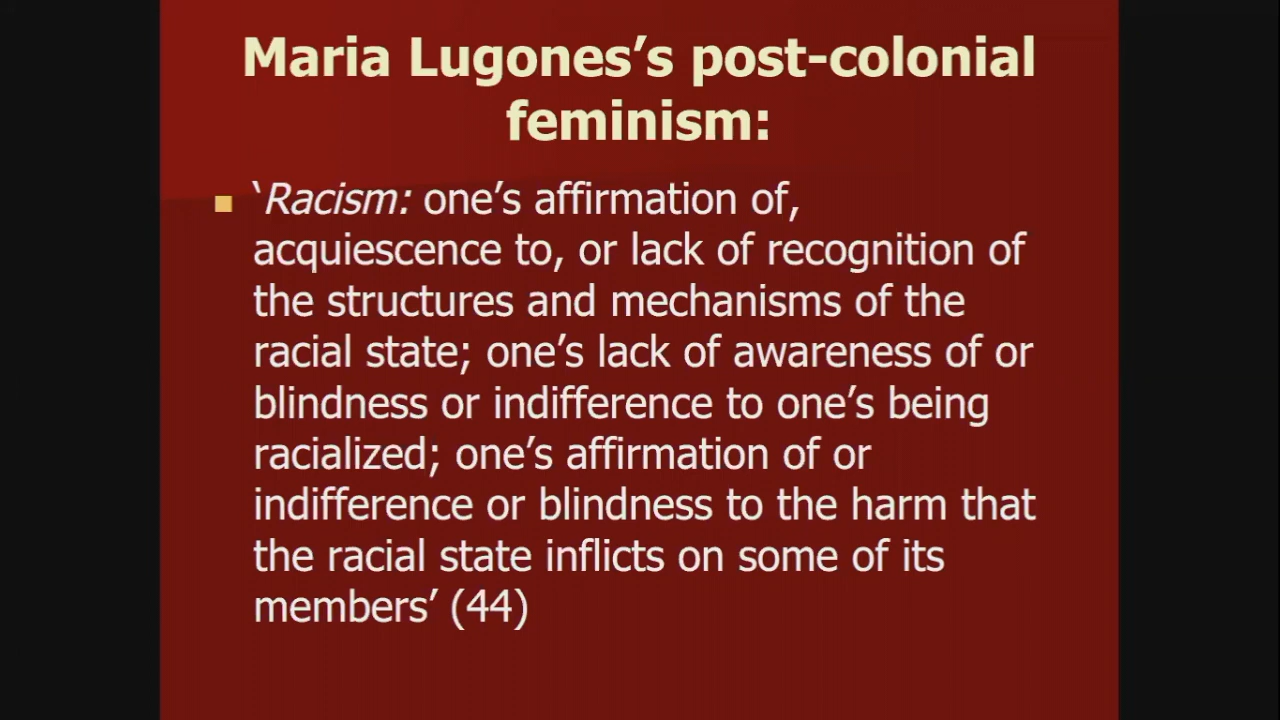 Maria Lugones’s post-colonial
feminism:
‘Racism: one’s affirmation of,
acquiescence to, or lack of recognition of
the structures and mechanisms of the
racial state; one’s lack of awareness of or
blindness or indifference to one’s being
racialized; one’s affirmation of or
indifference or blindness to the harm that
the racial state inflicts on some of its
members’ (44)